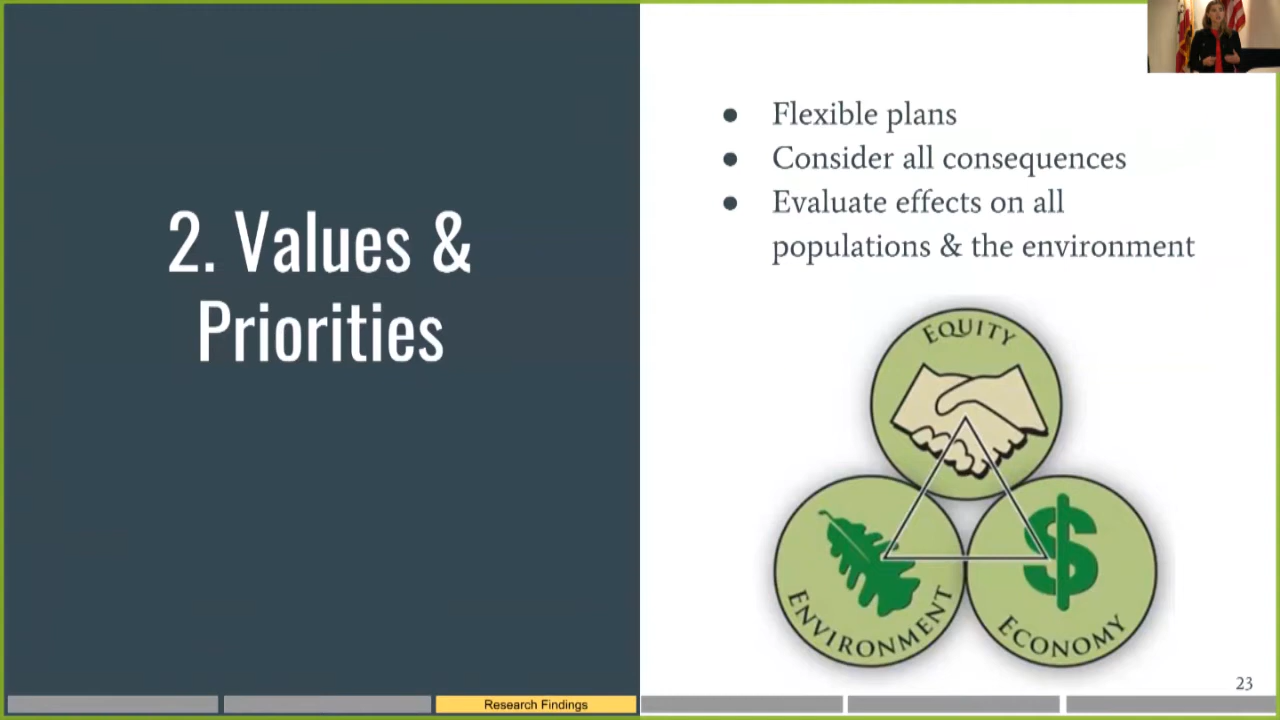 2. Values &
Priorities
● Flexible plans
● Consider all consequences
● Evaluate effects on all
populations & the environment
EQUITY
ENVIRONMENT
$
ECONOMY
23
Research Findings